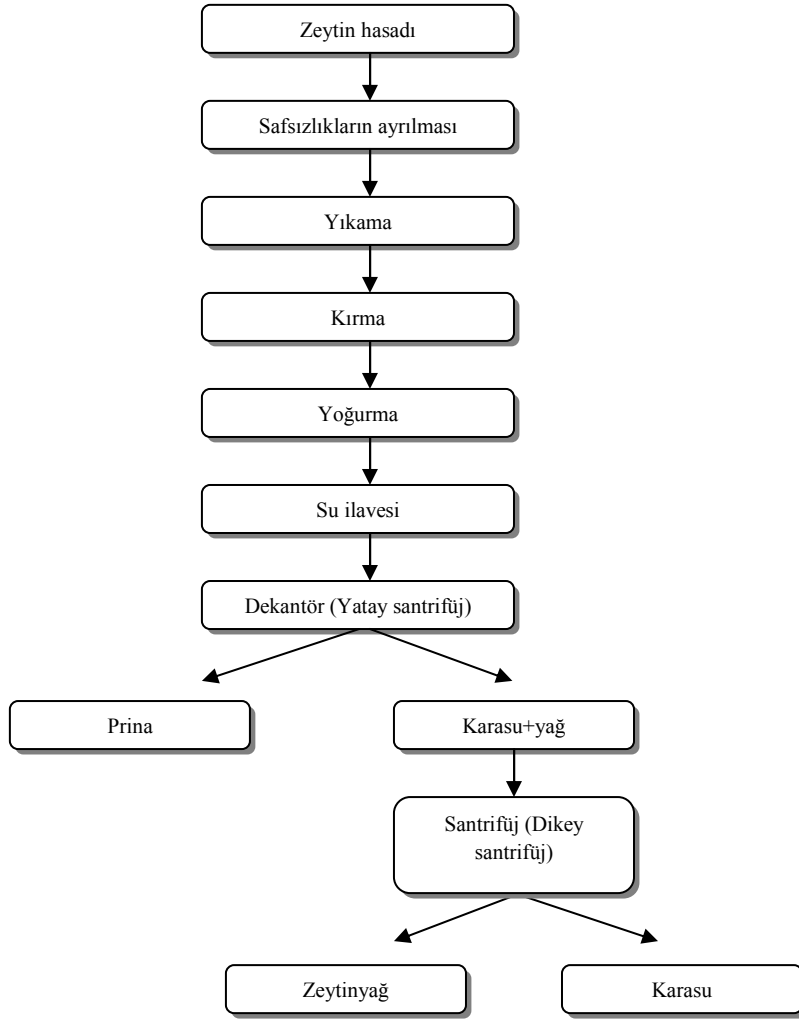 Zeytin hasadı
Safsızlıkların ayrılması
Yıkama
Kırma
Yoğurma
Su ilavesi
Dekantör (Yatay santrifüj)
Prina
Karasu+yağ
Santrifüj (Dikey
santrifüj)
Zeytinyağ
Karasu